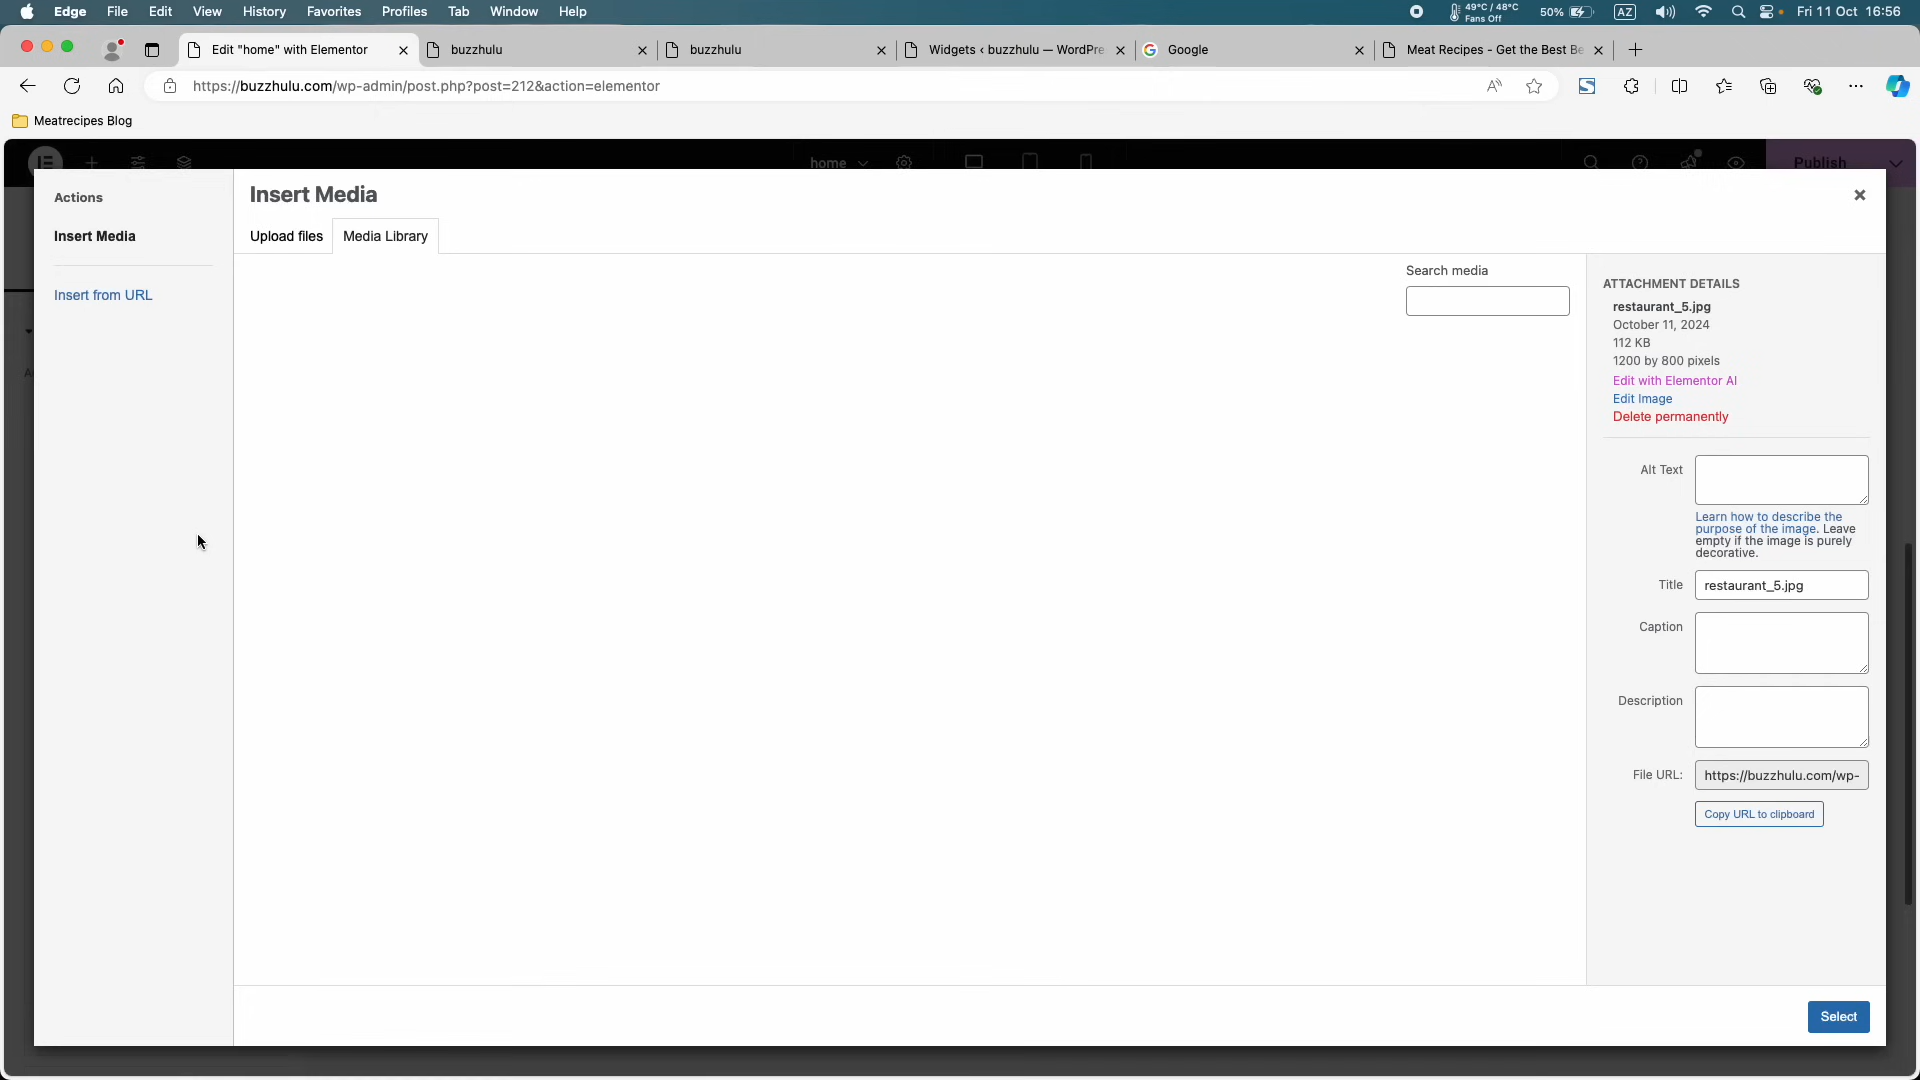 Edge File Edit View History Favorites Profiles Tab Window Help
49°C / 48°C
Fans Off
50% AZ Fri 11 Oct 16:56
Edit "home" with Elementor
buzzhulu
buzzhulu
Widgets ‹ buzzhulu — WordPre
Google
Meat Recipes - Get the Best Be
https://buzzhulu.com/wp-admin/post.php?post=212&action=elementor
Meatrecipes Blog
home
Publish
Actions
Insert Media
Insert from URL
Insert Media
Upload files
Media Library
Search media
ATTACHMENT DETAILS
restaurant_5.jpg
October 11, 2024
112 KB
1200 by 800 pixels
Edit with Elementor AI
Edit Image
Delete permanently
Alt Text
Learn how to describe the
purpose of the image. Leave
empty if the image is purely
decorative.
Title restaurant_5.jpg
Caption
Description
File URL: https://buzzhulu.com/wp-
Copy URL to clipboard
Select